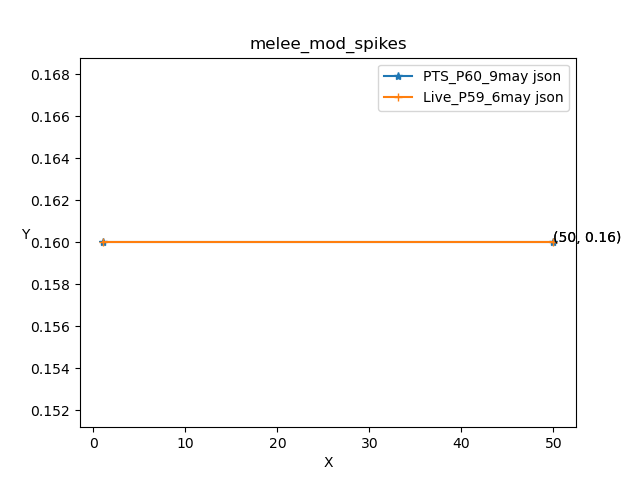 melee_mod_spikes
PTS_P60_9may json
Live_P59_6may json
0.168
0.166
0.164
0.162
Y
0.160
(50, 0.16)
0.158
0.156
0.154
0.152
0 10 20 30 40 50
X